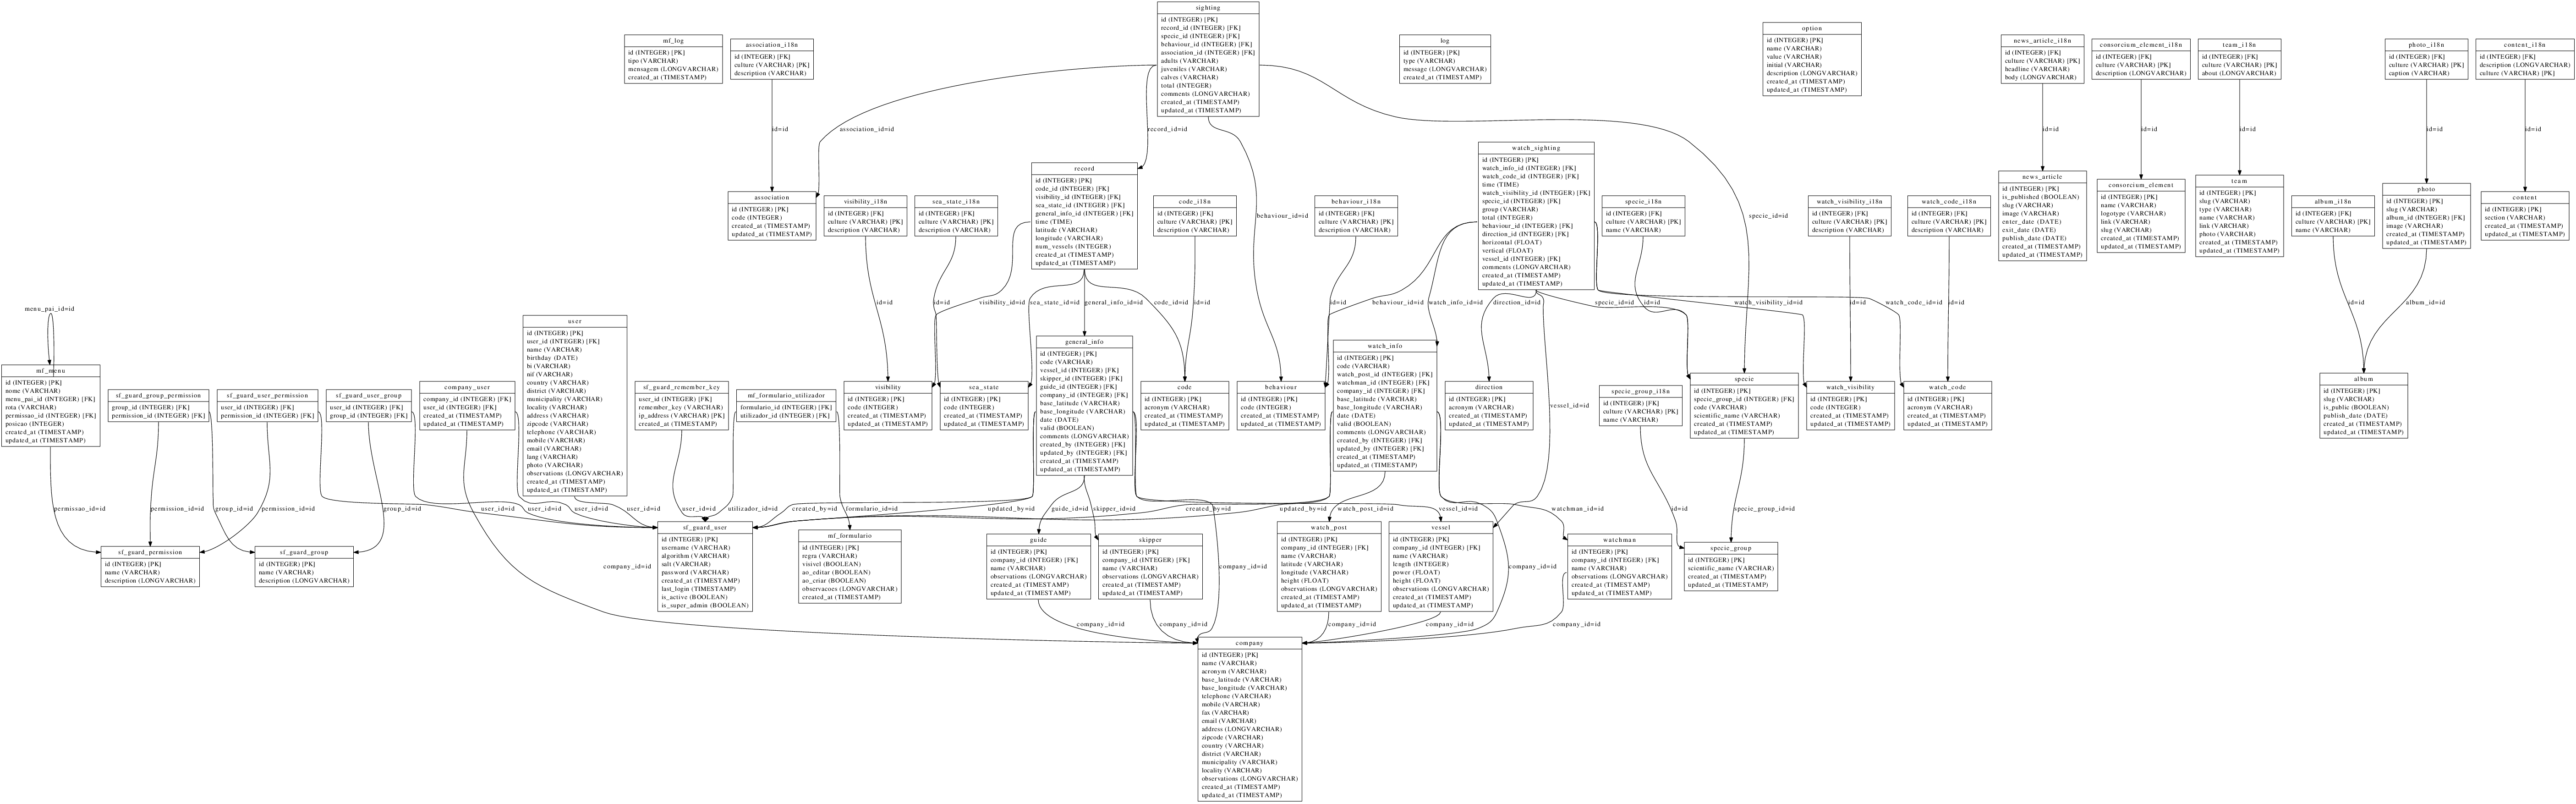 sighting
id (INTEGER) [PK]
record_id (INTEGER) [FK]
specie_id (INTEGER) [FK]
behaviour_id (INTEGER) [FK]
association_id (INTEGER) [FK]
adults (VARCHAR)
juveniles (VARCHAR)
calves (VARCHAR)
total (INTEGER)
comments (LONGVARCHAR)
created_at (TIMESTAMP)
updated_at (TIMESTAMP)
mf_log
id (INTEGER) [PK]
tipo (VARCHAR)
mensagem (LONGVARCHAR)
created_at (TIMESTAMP)
association_i18n
id (INTEGER) [FK]
culture (VARCHAR) [PK]
description (VARCHAR)
log
id (INTEGER) [PK]
type (VARCHAR)
message (LONGVARCHAR)
created_at (TIMESTAMP)
option
id (INTEGER) [PK]
name (VARCHAR)
value (VARCHAR)
initial (VARCHAR)
description (LONGVARCHAR)
created_at (TIMESTAMP)
updated_at (TIMESTAMP)
news_article_i18n
id (INTEGER) [FK]
culture (VARCHAR) [PK]
headline (VARCHAR)
body (LONGVARCHAR)
consortium_element_i18n
id (INTEGER) [FK]
culture (VARCHAR) [PK]
description (LONGVARCHAR)
team_i18n
id (INTEGER) [FK]
culture (VARCHAR) [PK]
about (LONGVARCHAR)
photo_i18n
id (INTEGER) [FK]
culture (VARCHAR) [PK]
caption (VARCHAR)
content_i18n
id (INTEGER) [FK]
description (LONGVARCHAR)
culture (VARCHAR) [PK]
id=id
association_id=id
record_id=id
id=id
id=id
id=id
id=id
id=id
record
id (INTEGER) [PK]
code_id (INTEGER) [FK]
visibility_id (INTEGER) [FK]
sea_state_id (INTEGER) [FK]
general_info_id (INTEGER) [FK]
time (TIME)
latitude (VARCHAR)
longitude (VARCHAR)
num_vessels (INTEGER)
created_at (TIMESTAMP)
updated_at (TIMESTAMP)
watch_sighting
id (INTEGER) [PK]
watch_info_id (INTEGER) [FK]
watch_code_id (INTEGER) [FK]
time (TIME)
watch_visibility_id (INTEGER) [FK]
specie_id (INTEGER) [FK]
group (VARCHAR)
total (INTEGER)
behaviour_id (INTEGER) [FK]
direction_id (INTEGER) [FK]
horizontal (FLOAT)
vertical (FLOAT)
vessel_id (INTEGER) [FK]
comments (LONGVARCHAR)
created_at (TIMESTAMP)
updated_at (TIMESTAMP)
association
id (INTEGER) [PK]
code (INTEGER)
created_at (TIMESTAMP)
updated_at (TIMESTAMP)
visibility_i18n
id (INTEGER) [FK]
culture (VARCHAR) [PK]
description (VARCHAR)
sea_state_i18n
id (INTEGER) [FK]
culture (VARCHAR) [PK]
description (VARCHAR)
code_i18n
id (INTEGER) [FK]
culture (VARCHAR) [PK]
description (VARCHAR)
behaviour_id=id
behaviour_i18n
id (INTEGER) [FK]
culture (VARCHAR) [PK]
description (VARCHAR)
specie_i18n
id (INTEGER) [FK]
culture (VARCHAR) [PK]
name (VARCHAR)
specie_id=id
watch_visibility_i18n
id (INTEGER) [FK]
culture (VARCHAR) [PK]
description (VARCHAR)
watch_code_i18n
id (INTEGER) [FK]
culture (VARCHAR) [PK]
description (VARCHAR)
news_article
id (INTEGER) [PK]
is_published (BOOLEAN)
slug (VARCHAR)
image (VARCHAR)
enter_date (DATE)
exit_date (DATE)
publish_date (DATE)
created_at (TIMESTAMP)
updated_at (TIMESTAMP)
consortium_element
id (INTEGER) [PK]
name (VARCHAR)
logotype (VARCHAR)
link (VARCHAR)
slug (VARCHAR)
created_at (TIMESTAMP)
updated_at (TIMESTAMP)
team
id (INTEGER) [PK]
slug (VARCHAR)
type (VARCHAR)
name (VARCHAR)
link (VARCHAR)
photo (VARCHAR)
created_at (TIMESTAMP)
updated_at (TIMESTAMP)
album_i18n
id (INTEGER) [FK]
culture (VARCHAR) [PK]
name (VARCHAR)
photo
id (INTEGER) [PK]
slug (VARCHAR)
album_id (INTEGER) [FK]
image (VARCHAR)
created_at (TIMESTAMP)
updated_at (TIMESTAMP)
content
id (INTEGER) [PK]
section (VARCHAR)
created_at (TIMESTAMP)
updated_at (TIMESTAMP)
menu_pai_id=id
id=id
id=id
visibility_id=id
sea_state_id=id
general_info_id=id
code_id=id
id=id
id=id
behaviour_id=id
watch_info_id=id
direction_id=id
specie_id=id
id=id
watch_visibility_id=id
id=id
watch_code_id=id
id=id
id=id
album_id=id
mf_menu
id (INTEGER) [PK]
nome (VARCHAR)
menu_pai_id (INTEGER) [FK]
rota (VARCHAR)
permissao_id (INTEGER) [FK]
posicao (INTEGER)
created_at (TIMESTAMP)
updated_at (TIMESTAMP)
sf_guard_group_permission
group_id (INTEGER) [FK]
permission_id (INTEGER) [FK]
sf_guard_user_permission
user_id (INTEGER) [FK]
permission_id (INTEGER) [FK]
sf_guard_user_group
user_id (INTEGER) [FK]
group_id (INTEGER) [FK]
company_user
company_id (INTEGER) [FK]
user_id (INTEGER) [FK]
created_at (TIMESTAMP)
updated_at (TIMESTAMP)
user
id (INTEGER) [PK]
user_id (INTEGER) [FK]
name (VARCHAR)
birthday (DATE)
bi (VARCHAR)
nif (VARCHAR)
country (VARCHAR)
district (VARCHAR)
municipality (VARCHAR)
locality (VARCHAR)
address (VARCHAR)
zipcode (VARCHAR)
telephone (VARCHAR)
mobile (VARCHAR)
email (VARCHAR)
lang (VARCHAR)
photo (VARCHAR)
observations (LONGVARCHAR)
created_at (TIMESTAMP)
updated_at (TIMESTAMP)
sf_guard_remember_key
user_id (INTEGER) [FK]
remember_key (VARCHAR)
ip_address (VARCHAR) [PK]
created_at (TIMESTAMP)
mf_formulario_utilizador
formulario_id (INTEGER) [FK]
utilizador_id (INTEGER) [FK]
visibility
id (INTEGER) [PK]
code (INTEGER)
created_at (TIMESTAMP)
updated_at (TIMESTAMP)
sea_state
id (INTEGER) [PK]
code (INTEGER)
created_at (TIMESTAMP)
updated_at (TIMESTAMP)
general_info
id (INTEGER) [PK]
code (VARCHAR)
vessel_id (INTEGER) [FK]
skipper_id (INTEGER) [FK]
guide_id (INTEGER) [FK]
company_id (INTEGER) [FK]
base_latitude (VARCHAR)
base_longitude (VARCHAR)
date (DATE)
valid (BOOLEAN)
comments (LONGVARCHAR)
created_by (INTEGER) [FK]
updated_by (INTEGER) [FK]
created_at (TIMESTAMP)
updated_at (TIMESTAMP)
code
id (INTEGER) [PK]
acronym (VARCHAR)
created_at (TIMESTAMP)
updated_at (TIMESTAMP)
behaviour
id (INTEGER) [PK]
code (INTEGER)
created_at (TIMESTAMP)
updated_at (TIMESTAMP)
watch_info
id (INTEGER) [PK]
code (VARCHAR)
watch_post_id (INTEGER) [FK]
watchman_id (INTEGER) [FK]
company_id (INTEGER) [FK]
base_latitude (VARCHAR)
base_longitude (VARCHAR)
date (DATE)
valid (BOOLEAN)
comments (LONGVARCHAR)
created_by (INTEGER) [FK]
updated_by (INTEGER) [FK]
created_at (TIMESTAMP)
updated_at (TIMESTAMP)
direction
id (INTEGER) [PK]
acronym (VARCHAR)
created_at (TIMESTAMP)
updated_at (TIMESTAMP)
vessel_id=id
specie_group_i18n
id (INTEGER) [FK]
culture (VARCHAR) [PK]
name (VARCHAR)
specie
id (INTEGER) [PK]
specie_group_id (INTEGER) [FK]
code (VARCHAR)
scientific_name (VARCHAR)
created_at (TIMESTAMP)
updated_at (TIMESTAMP)
watch_visibility
id (INTEGER) [PK]
code (INTEGER)
created_at (TIMESTAMP)
updated_at (TIMESTAMP)
watch_code
id (INTEGER) [PK]
acronym (VARCHAR)
created_at (TIMESTAMP)
updated_at (TIMESTAMP)
album
id (INTEGER) [PK]
slug (VARCHAR)
is_public (BOOLEAN)
publish_date (DATE)
created_at (TIMESTAMP)
updated_at (TIMESTAMP)
permissao_id=id
permission_id=id
group_id=id
permission_id=id
group_id=id
user_id=id
user_id=id
user_id=id
user_id=id
user_id=id
utilizador_id=id
created_by=id
formulario_id=id
updated_by=id
guide_id=id
skipper_id=id
created_by=id
updated_by=id
watch_post_id=id
vessel_id=id
watchman_id=id
id=id
specie_group_id=id
sf_guard_permission
id (INTEGER) [PK]
name (VARCHAR)
description (LONGVARCHAR)
sf_guard_group
id (INTEGER) [PK]
name (VARCHAR)
description (LONGVARCHAR)
company_id=id
sf_guard_user
id (INTEGER) [PK]
username (VARCHAR)
algorithm (VARCHAR)
salt (VARCHAR)
password (VARCHAR)
created_at (TIMESTAMP)
last_login (TIMESTAMP)
is_active (BOOLEAN)
is_super_admin (BOOLEAN)
mf_formulario
id (INTEGER) [PK]
regra (VARCHAR)
visivel (BOOLEAN)
ao_editar (BOOLEAN)
ao_criar (BOOLEAN)
observacoes (LONGVARCHAR)
created_at (TIMESTAMP)
guide
id (INTEGER) [PK]
company_id (INTEGER) [FK]
name (VARCHAR)
observations (LONGVARCHAR)
created_at (TIMESTAMP)
updated_at (TIMESTAMP)
skipper
id (INTEGER) [PK]
company_id (INTEGER) [FK]
name (VARCHAR)
observations (LONGVARCHAR)
created_at (TIMESTAMP)
updated_at (TIMESTAMP)
company_id=id
watch_post
id (INTEGER) [PK]
company_id (INTEGER) [FK]
name (VARCHAR)
latitude (VARCHAR)
longitude (VARCHAR)
height (FLOAT)
observations (LONGVARCHAR)
created_at (TIMESTAMP)
updated_at (TIMESTAMP)
vessel
id (INTEGER) [PK]
company_id (INTEGER) [FK]
name (VARCHAR)
length (INTEGER)
power (FLOAT)
height (FLOAT)
observations (LONGVARCHAR)
created_at (TIMESTAMP)
updated_at (TIMESTAMP)
company_id=id
watchman
id (INTEGER) [PK]
company_id (INTEGER) [FK]
name (VARCHAR)
observations (LONGVARCHAR)
created_at (TIMESTAMP)
updated_at (TIMESTAMP)
specie_group
id (INTEGER) [PK]
scientific_name (VARCHAR)
created_at (TIMESTAMP)
updated_at (TIMESTAMP)
company_id=id
company_id=id
company_id=id
company_id=id
company_id=id
company
id (INTEGER) [PK]
name (VARCHAR)
acronym (VARCHAR)
base_latitude (VARCHAR)
base_longitude (VARCHAR)
telephone (VARCHAR)
mobile (VARCHAR)
fax (VARCHAR)
email (VARCHAR)
address (LONGVARCHAR)
zipcode (VARCHAR)
country (VARCHAR)
district (VARCHAR)
municipality (VARCHAR)
locality (VARCHAR)
observations (LONGVARCHAR)
created_at (TIMESTAMP)
updated_at (TIMESTAMP)